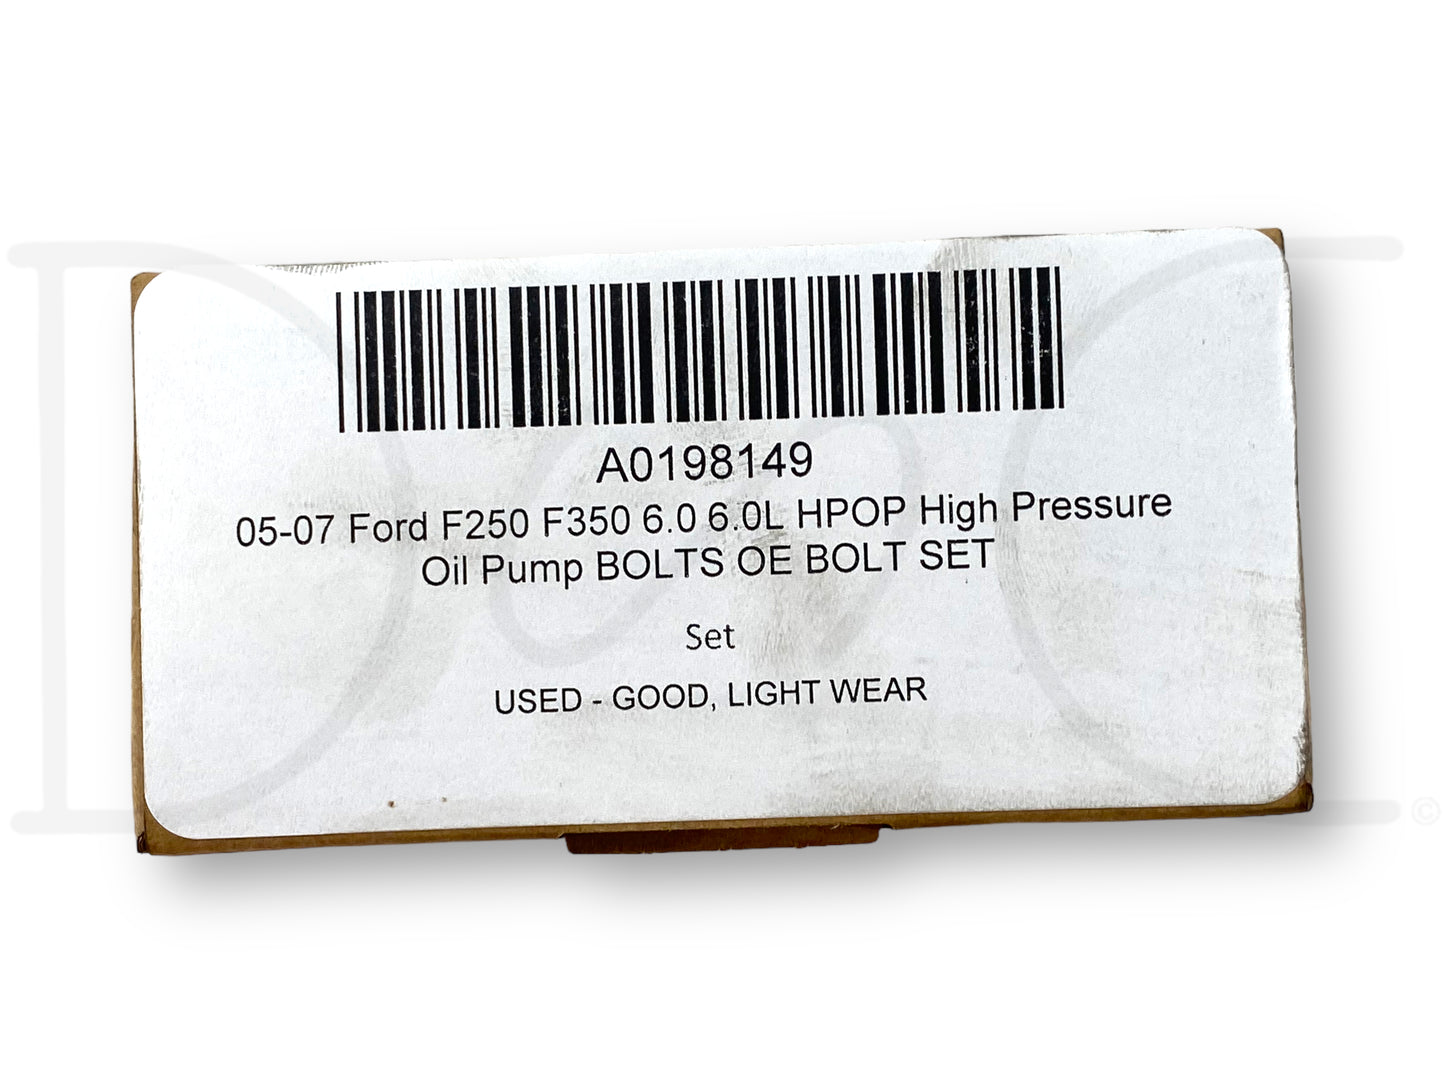 A0198149
05-07 Ford F250 F350 6.0 6.0L HPOP High Pressure
Oil Pump BOLTS OE BOLT SET
Set
USED - GOOD, LIGHT WEAR
©